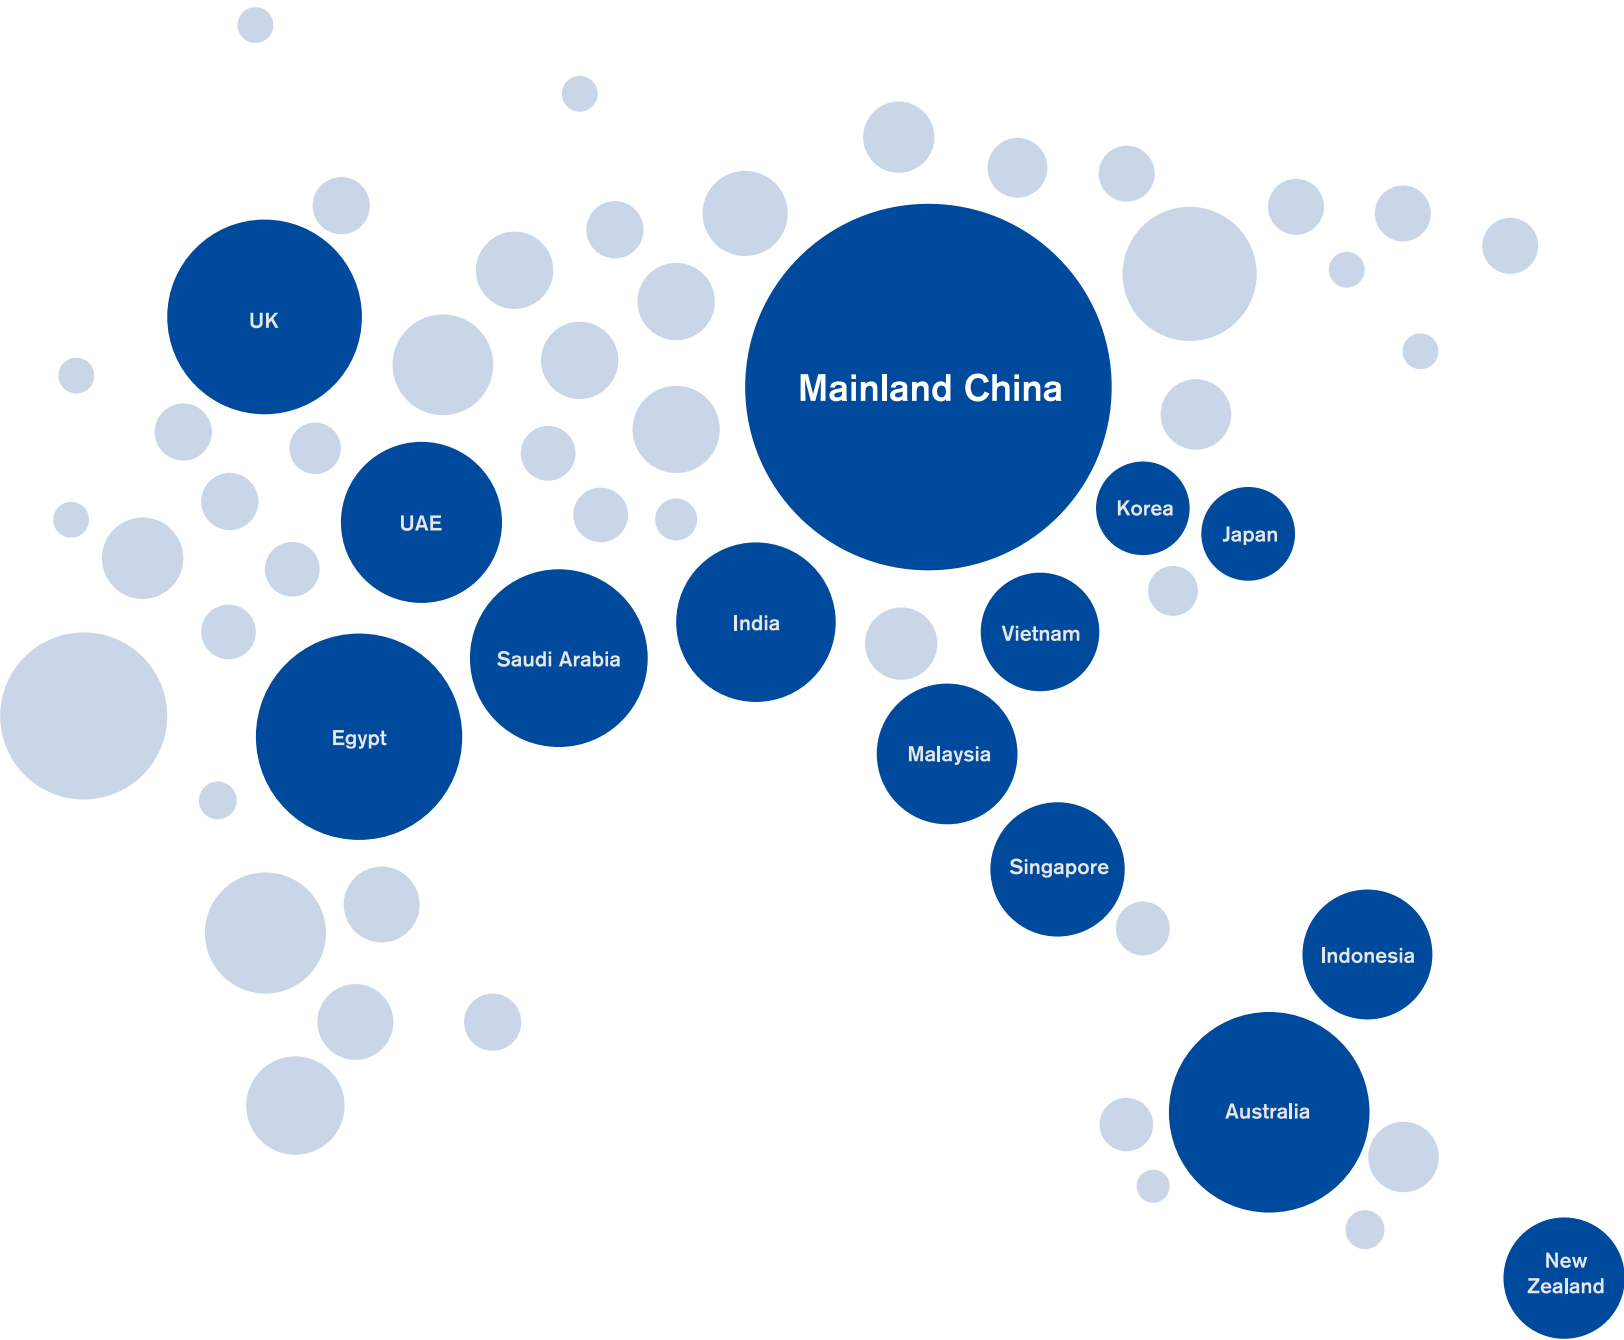 UK
Mainland China
Korea
UAE
Japan
India
Vietnam
Saudi Arabia
Egypt
Malaysia
Singapore
Indonesia
Australia
New
Zealand